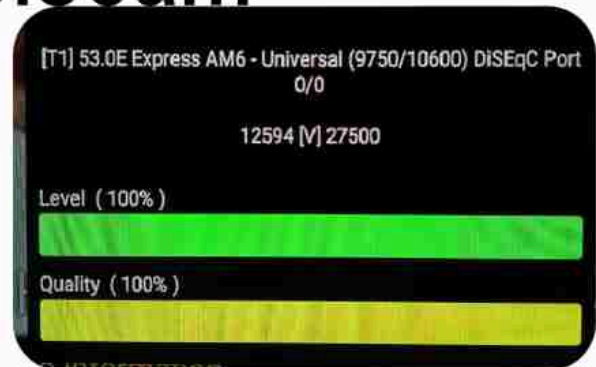 [T1] 53.0E Express AM6 - Universal (9750/10600) DiSEqC Port
0/0
12594 [V] 27500
Level ( 100% )
Quality ( 100% )